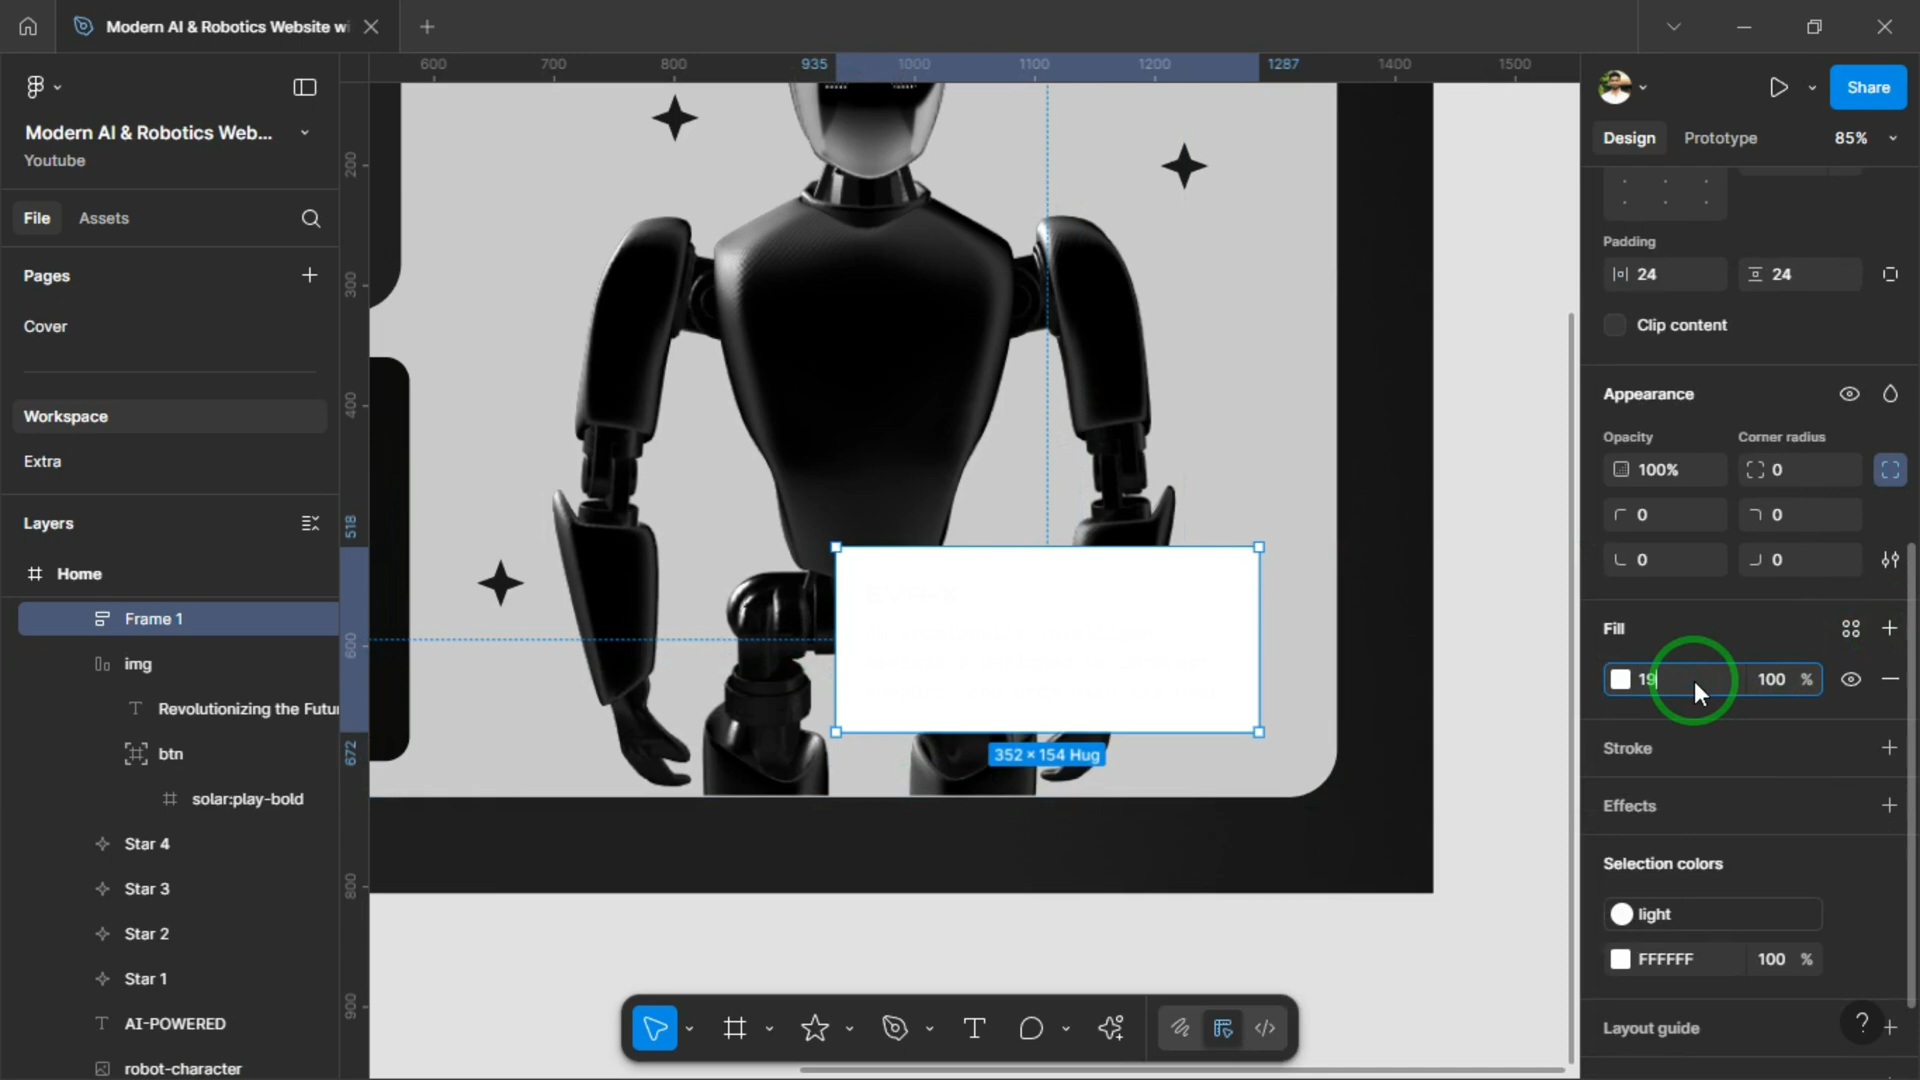 Modern AI & Robotics Website wi
600
700
800
935
1000
1100
1200
1287
1400
1500
Share
Modern AI & Robotics Web...
Youtube
Design
Prototype
85%
File
Assets
Pages
Cover
Workspace
Extra
Layers
Home
Frame 1
img
Revolutionizing the Futur
btn
solar:play-bold
Star 4
Star 3
Star 2
Star 1
AI-POWERED
robot-character
200
300
400
518
600
672
800
900
352 × 154 Hug
Padding
24
24
Clip content
Appearance
Opacity
Corner radius
100%
0
0
0
0
0
Fill
19
100 %
Stroke
Effects
Selection colors
light
FFFFFF
100 %
Layout guide
?